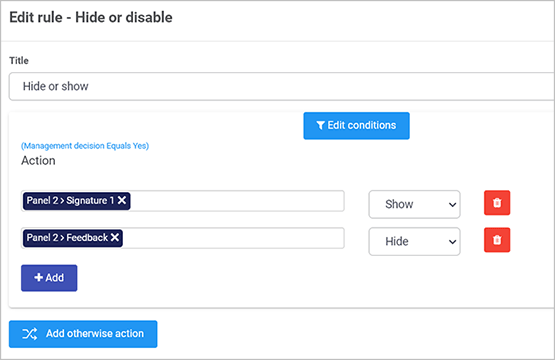 Edit rule - Hide or disable
Title
Hide or show
Edit conditions
(Management decision Equals Yes)
Action
Panel 2 > Signature 1 ✕ Show
Panel 2 > Feedback ✕ Hide
+ Add
Add otherwise action